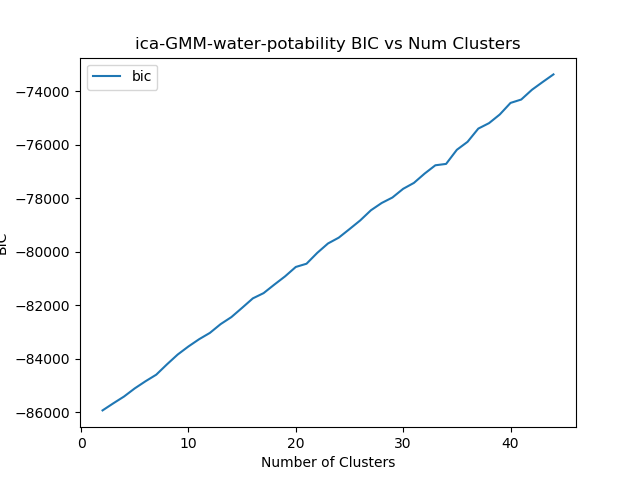 ica-GMM-water-potability BIC vs Num Clusters
bic
−74000
−76000
−78000
−80000
−82000
−84000
−86000
BIC
0 10 20 30 40
Number of Clusters